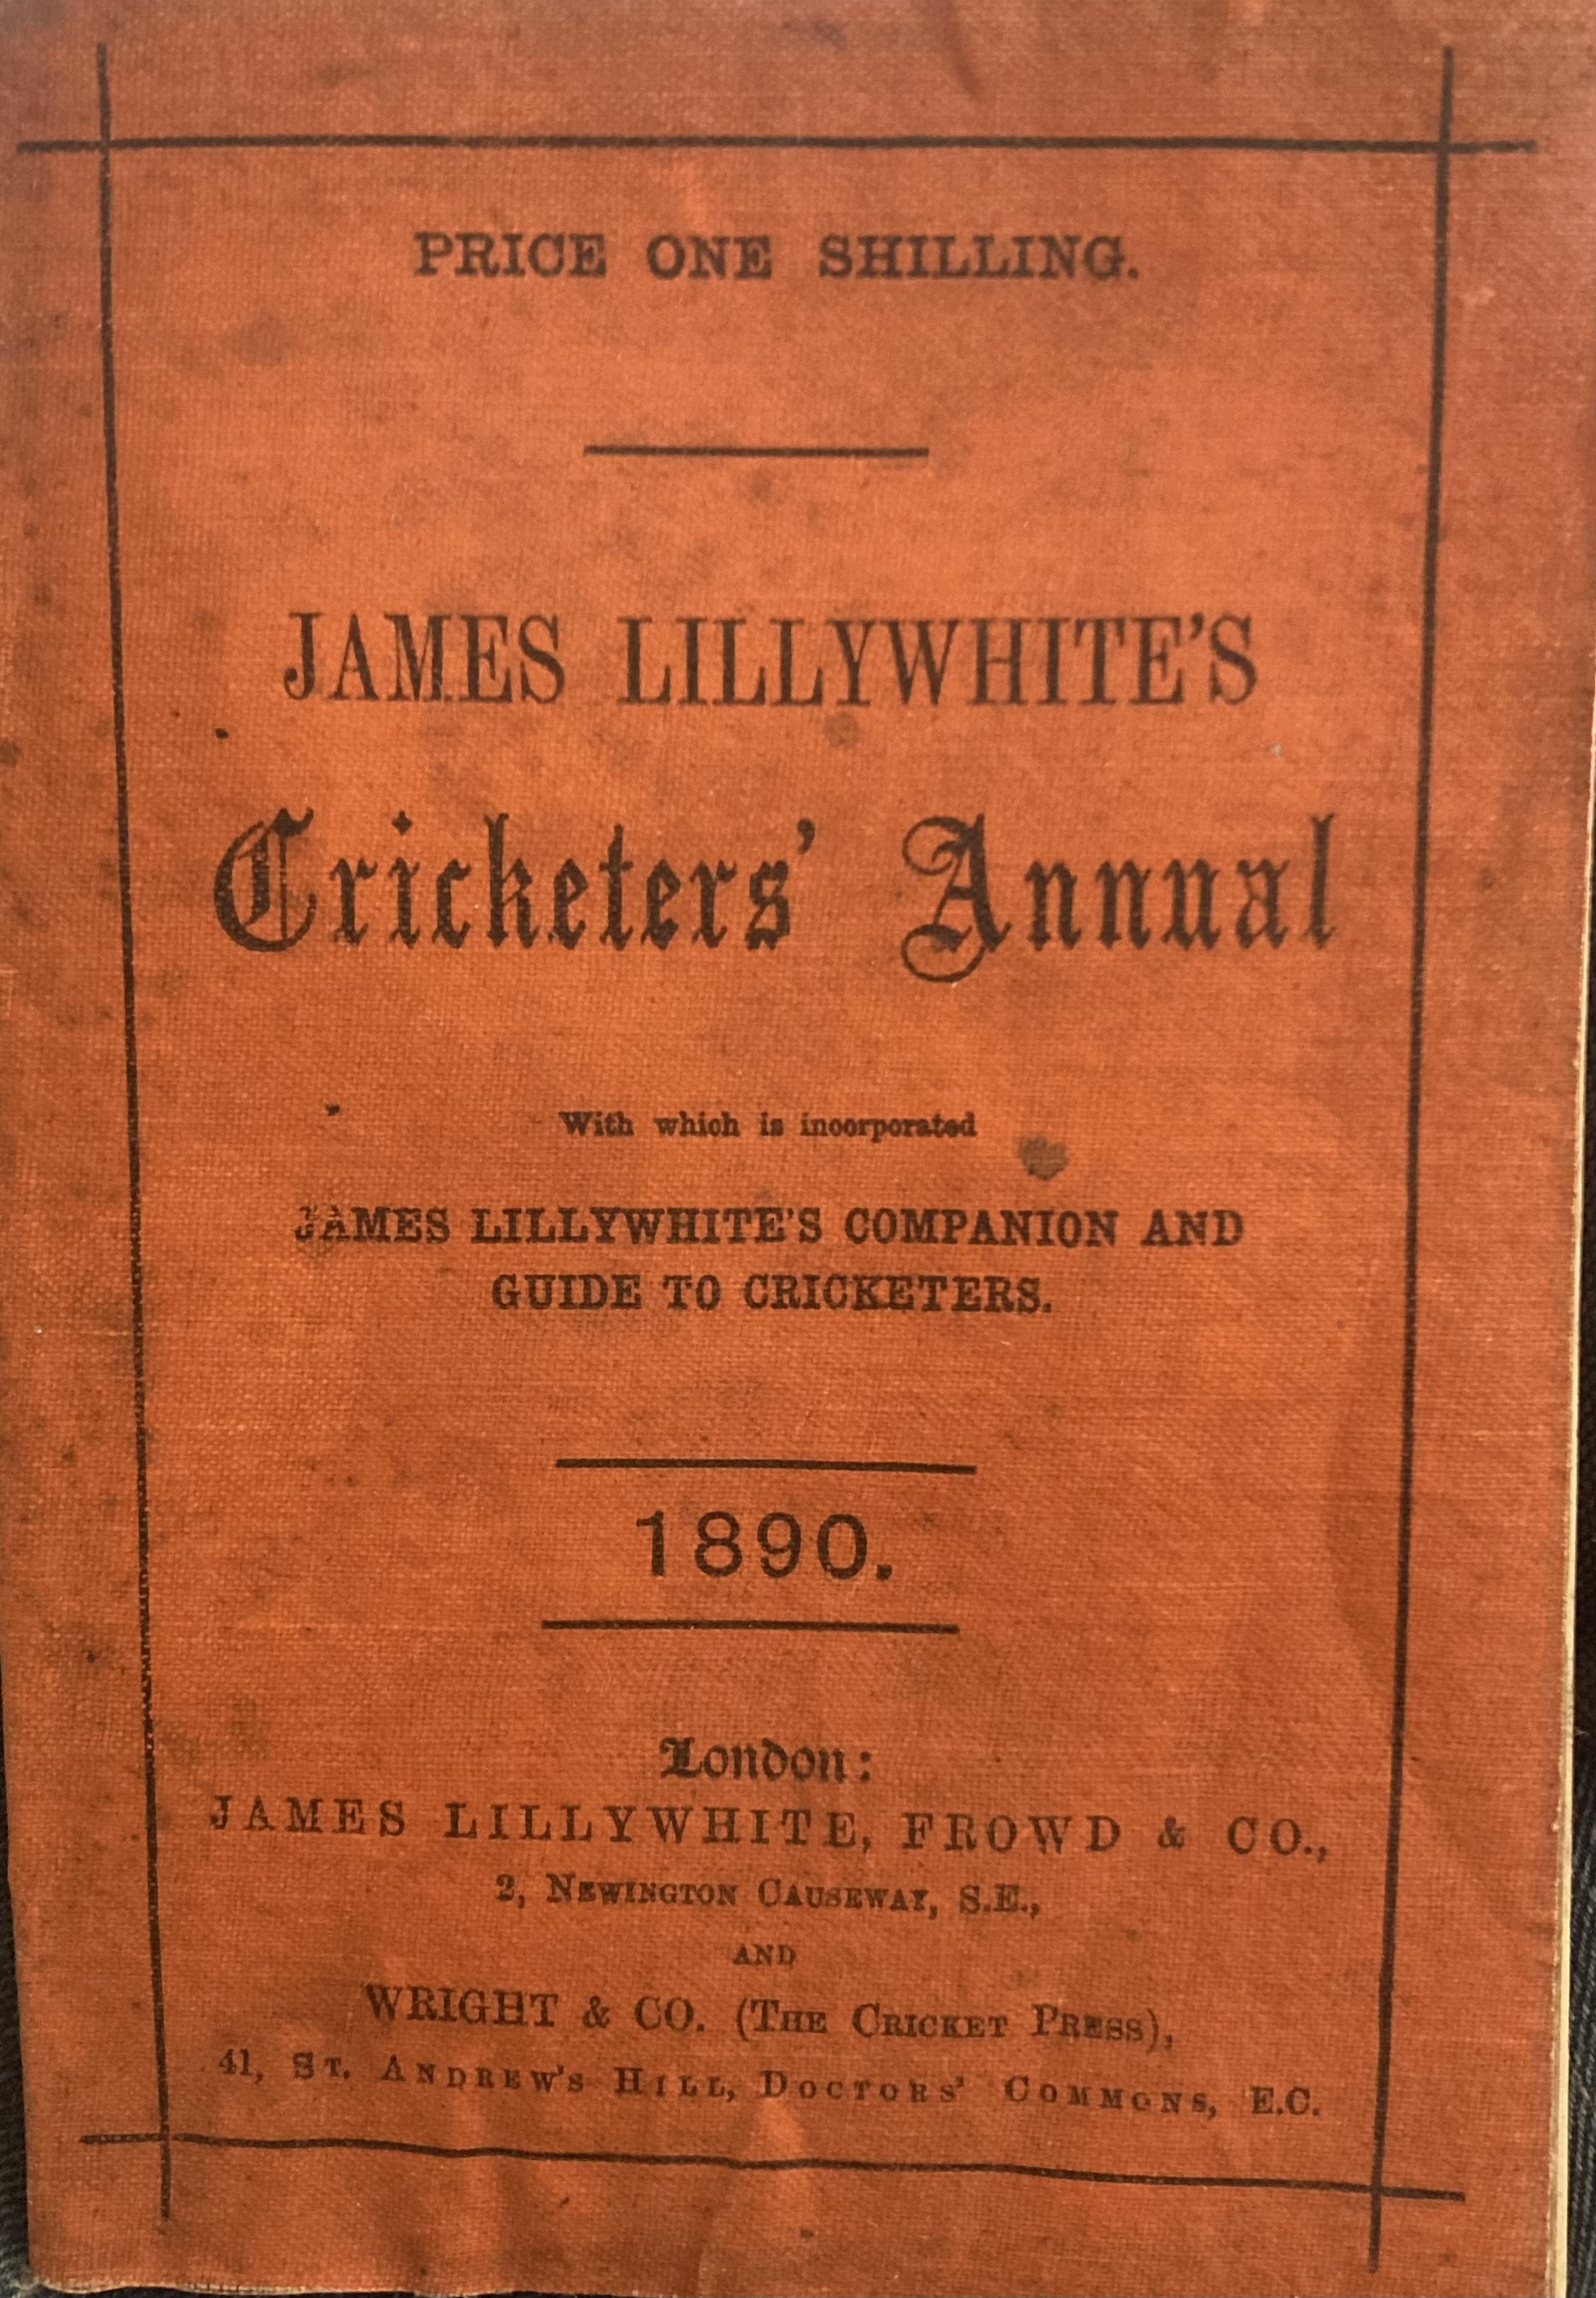 PRICE ONE SHILLING.
JAMES LILLYWHITE'S
Cricketers' Annual
With which is incorporated
JAMES LILLYWHITE'S COMPANION AND
GUIDE TO CRICKETERS.
1890.
London:
JAMES LILLYWHITE, FROWD & CO.,
2, NEWINGTON CAUSEWAY, S.E.,
AND
WRIGHT & CO. (THE CRICKET PRESS),
41, ST. ANDREW'S HILL, DOCTORS' COMMONS, E.C.